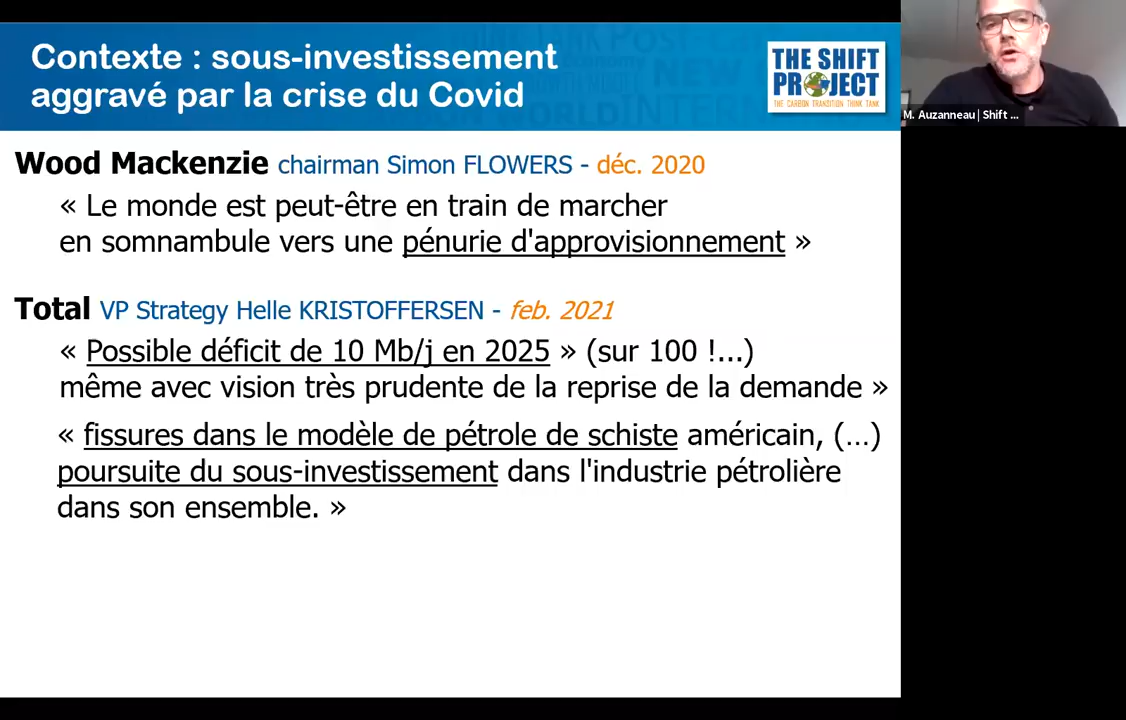 Contexte : sous-investissement
aggravé par la crise du Covid
THE SHIFT
PROJECT
THE CARBON TRANSITION THINK TANK
M. Auzanneau | Shift ...
Wood Mackenzie chairman Simon FLOWERS - déc. 2020
« Le monde est peut-être en train de marcher
en somnambule vers une pénurie d'approvisionnement »
Total VP Strategy Helle KRISTOFFERSEN - feb. 2021
« Possible déficit de 10 Mb/j en 2025 » (sur 100 !...)
même avec vision très prudente de la reprise de la demande »
« fissures dans le modèle de pétrole de schiste américain, (…)
poursuite du sous-investissement dans l'industrie pétrolière
dans son ensemble. »